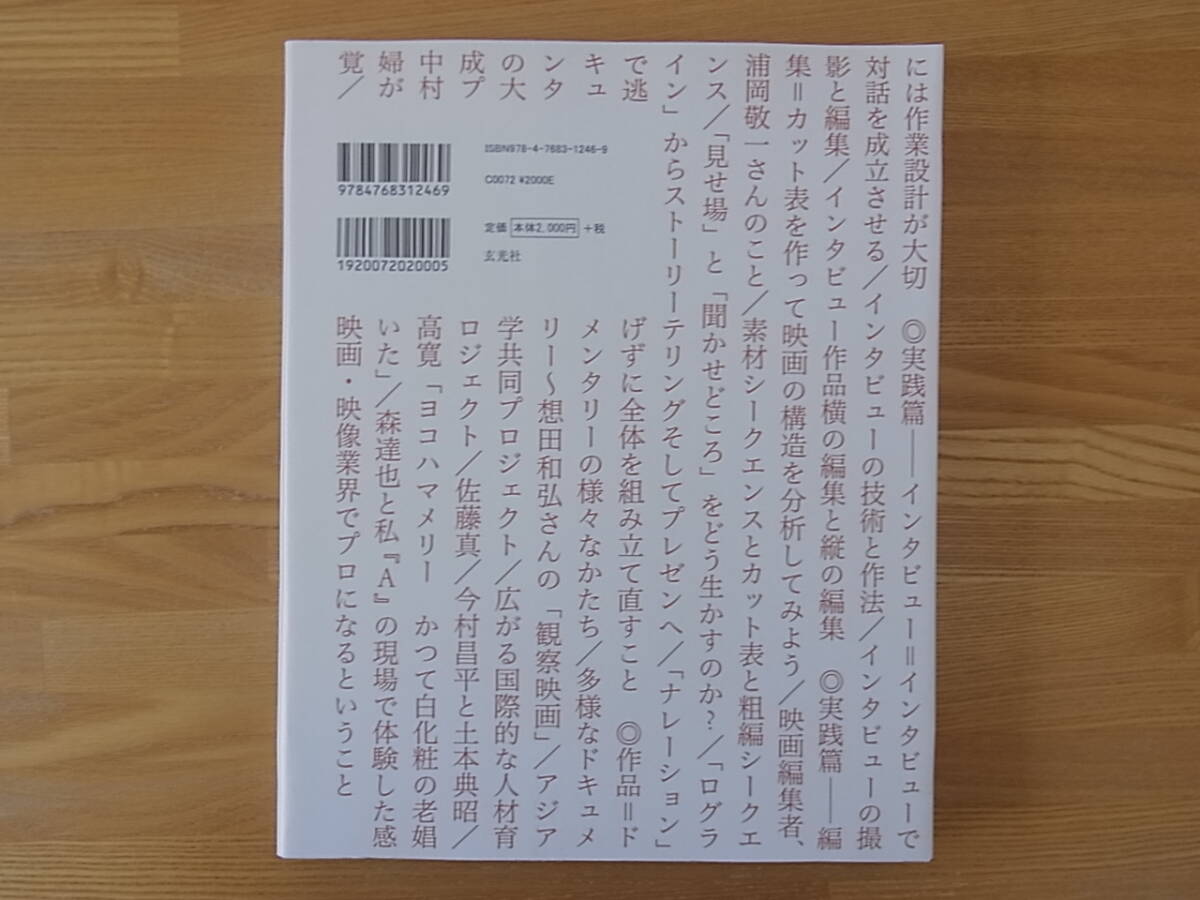 には作業設計が大切　◎実践篇――インタビュー＝インタビューで
対話を成立させる／インタビューの技術と作法／インタビューの撮
影と編集／インタビュー作品横の編集と縦の編集　◎実践篇――編
集＝カット表を作って映画の構造を分析してみよう／映画編集者、
浦岡敬一さんのこと／素材シークエンスとカット表と粗編シークエ
ンス／「見せ場」と「聞かせどころ」をどう生かすのか？／「ログラ
イン」からストーリーテリングそしてプレゼンへ／「ナレーション」
で逃げずに全体を組み立て直すこと　◎作品＝ド
キュメンタリーの様々なかたち／多様なドキュメ
ンタリー～想田和弘さんの「観察映画」／アジア
の大学共同プロジェクト／広がる国際的な人材育
成プロジェクト／佐藤真／今村昌平と土本典昭／
中村高寛「ヨコハマメリー　かつて白化粧の老娼
婦がいた」／森達也と私『A』の現場で体験した感
覚／映画・映像業界でプロになるということ
9784768312469
1920072020005
ISBN978-4-7683-1246-9
C0072 ¥2000E
定価 本体2,000円 +税
玄光社